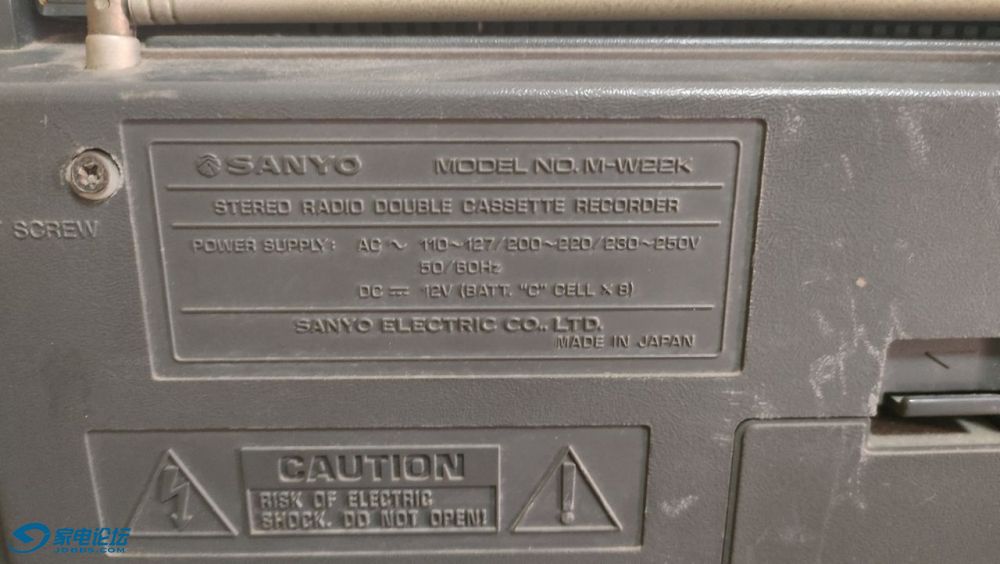 SANYO MODEL NO. M-W22K
STEREO RADIO DOUBLE CASSETTE RECORDER
POWER SUPPLY: AC ~ 110~127/200~220/230~250V
50/60Hz
DC ⎓ 12V (BATT. "C" CELL × 8)
SANYO ELECTRIC CO., LTD.
MADE IN JAPAN
SCREW
CAUTION
RISK OF ELECTRIC
SHOCK. DO NOT OPEN!
家电论坛
JDBBS.COM